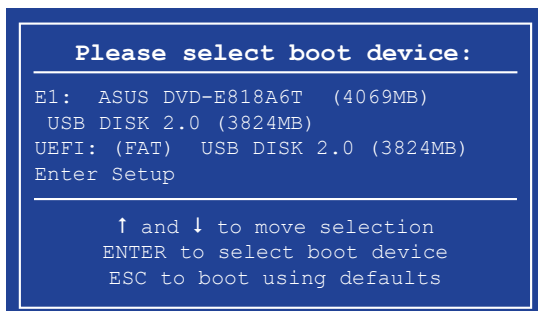 Please select boot device:
E1: ASUS DVD-E818A6T (4069MB)
USB DISK 2.0 (3824MB)
UEFI: (FAT) USB DISK 2.0 (3824MB)
Enter Setup
↑ and ↓ to move selection
ENTER to select boot device
ESC to boot using defaults